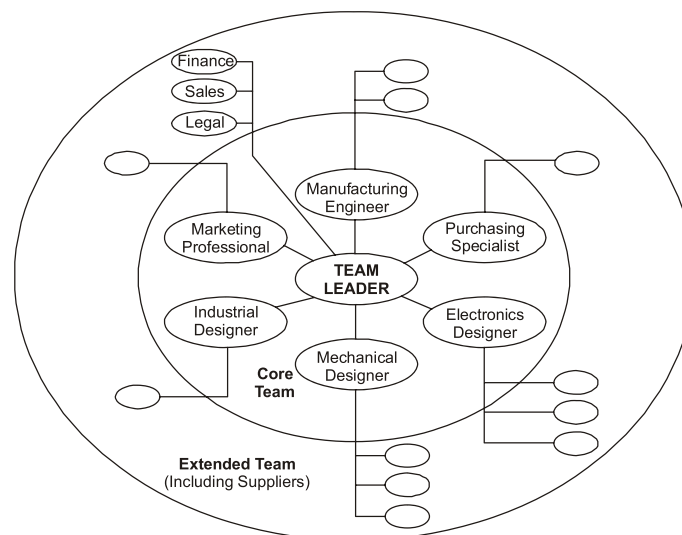 Finance
Sales
Legal
Manufacturing
Engineer
Marketing
Professional
Purchasing
Specialist
TEAM
LEADER
Industrial
Designer
Electronics
Designer
Mechanical
Designer
Core
Team
Extended Team
(Including Suppliers)